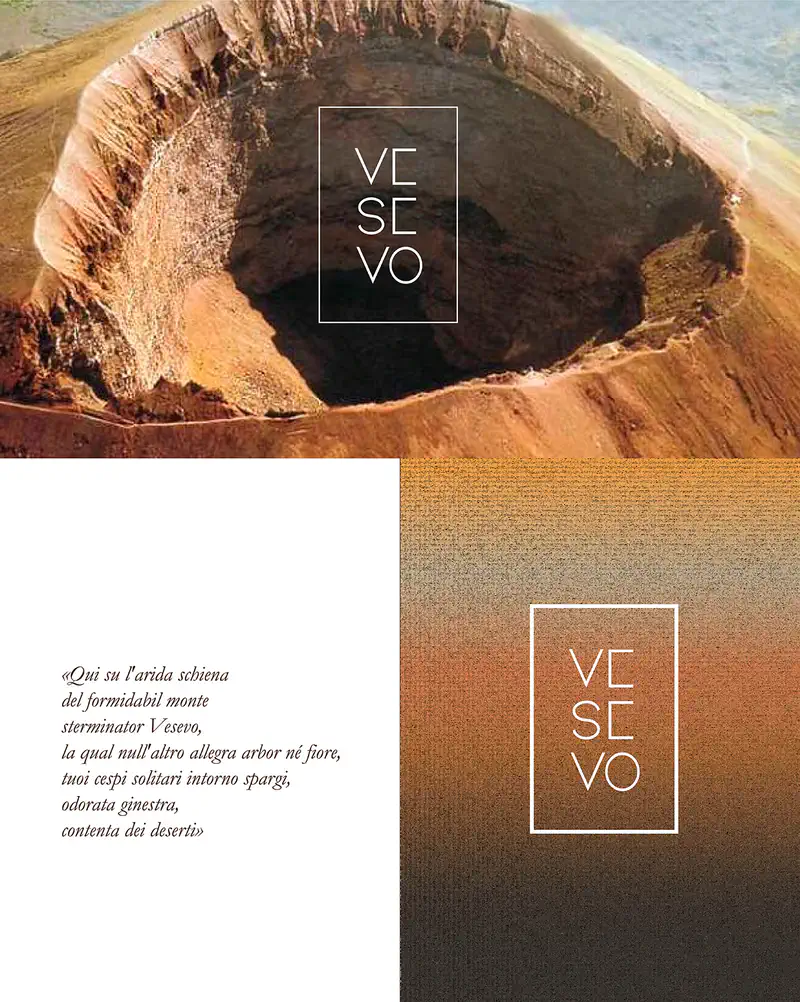 VE
SE
VO
«Qui su l'arida schiena
del formidabil monte
sterminator Vesevo,
la qual null'altro allegra arbor né fiore,
tuoi cespi solitari intorno spargi,
odorata ginestra,
contenta dei deserti»
VE
SE
VO